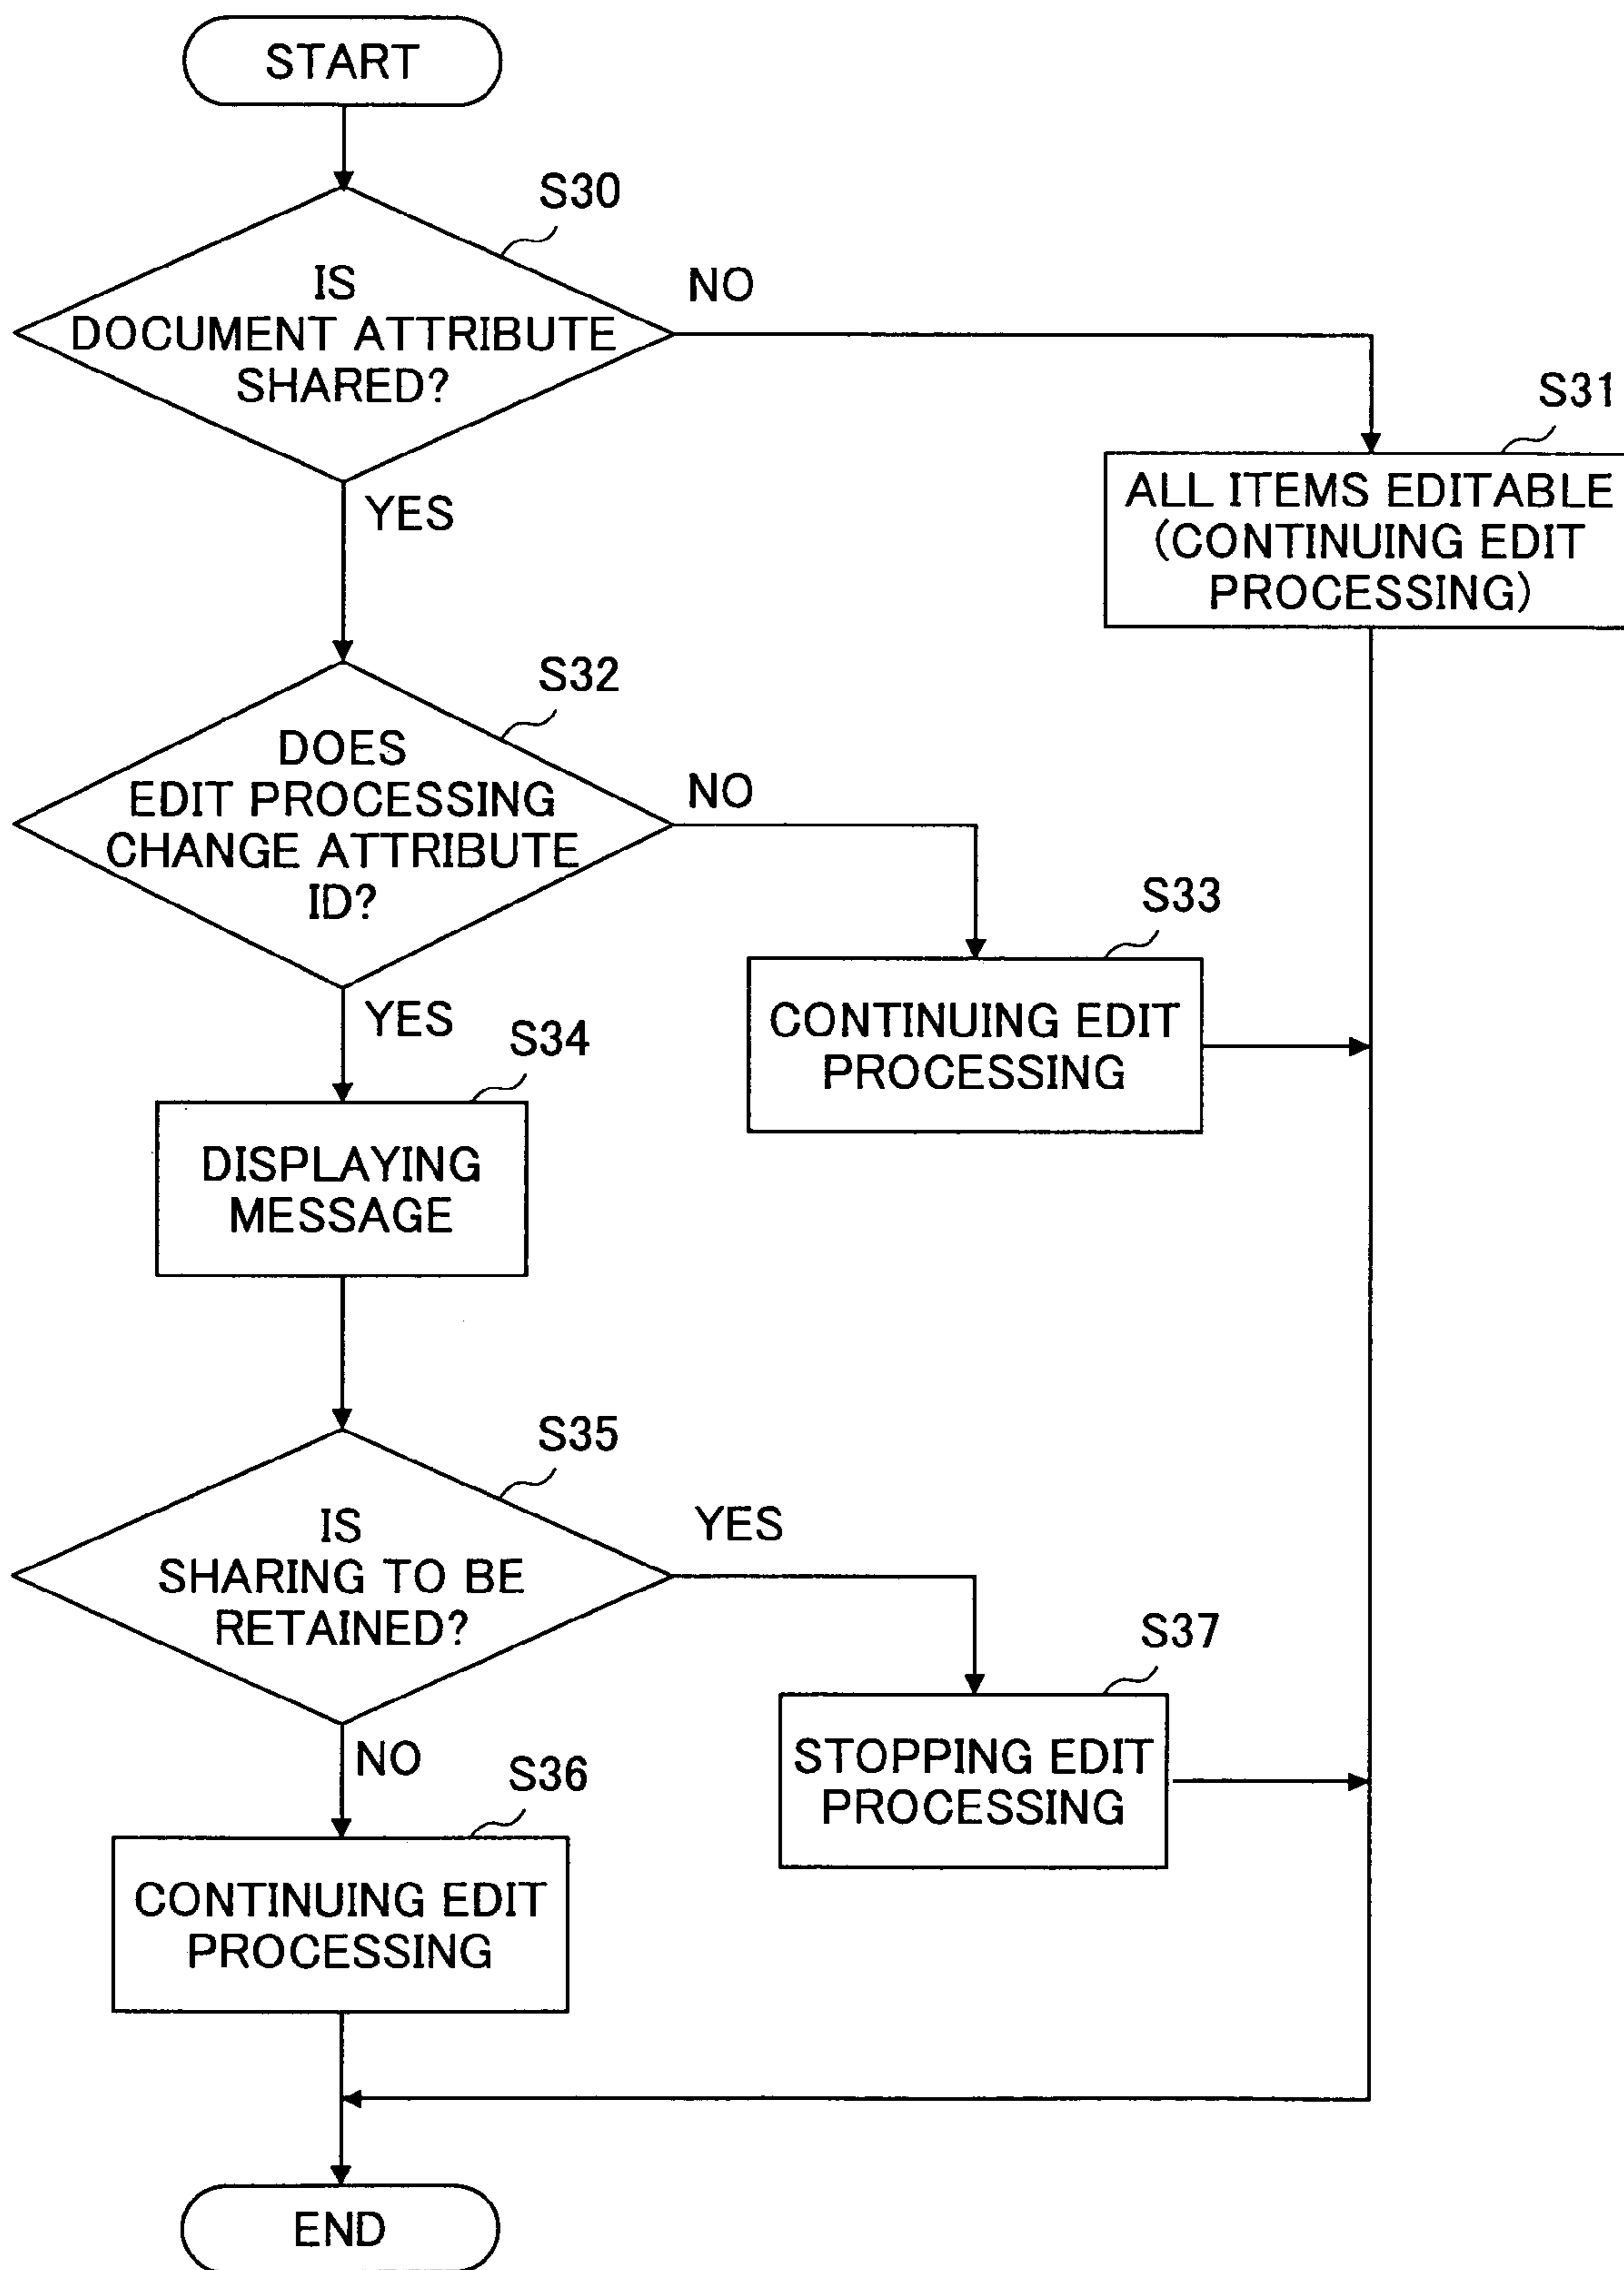 START
S30
IS
DOCUMENT ATTRIBUTE
SHARED?
NO
S31
ALL ITEMS EDITABLE
(CONTINUING EDIT
PROCESSING)
YES
S32
DOES
EDIT PROCESSING
CHANGE ATTRIBUTE
ID?
NO
S33
CONTINUING EDIT
PROCESSING
YES
S34
DISPLAYING
MESSAGE
S35
IS
SHARING TO BE
RETAINED?
YES
S37
STOPPING EDIT
PROCESSING
NO
S36
CONTINUING EDIT
PROCESSING
END